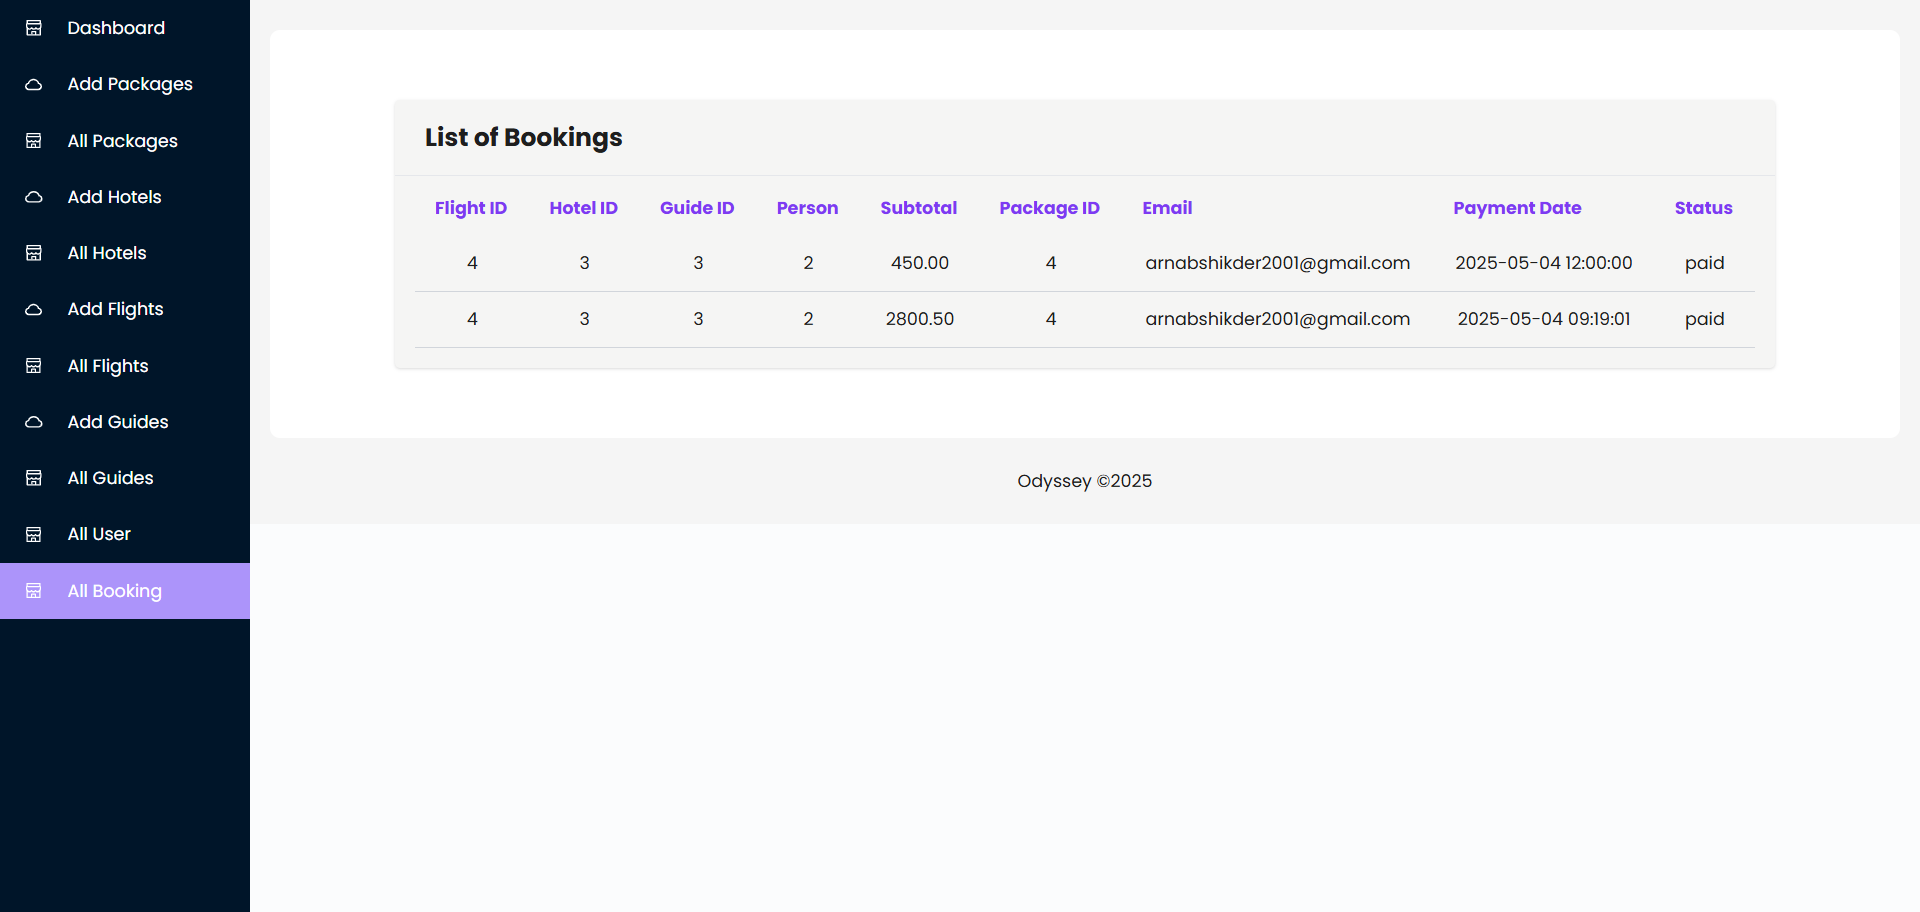 Dashboard
Add Packages
All Packages
Add Hotels
All Hotels
Add Flights
All Flights
Add Guides
All Guides
All User
All Booking
List of Bookings
Flight ID Hotel ID Guide ID Person Subtotal Package ID Email Payment Date Status
4 3 3 2 450.00 4 arnabshikder2001@gmail.com 2025-05-04 12:00:00 paid
4 3 3 2 2800.50 4 arnabshikder2001@gmail.com 2025-05-04 09:19:01 paid
Odyssey ©2025